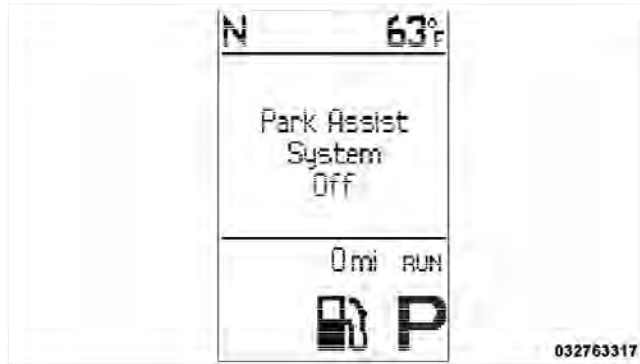 N 63°F
Park Assist
System
Off
0 mi RUN
P
032763317